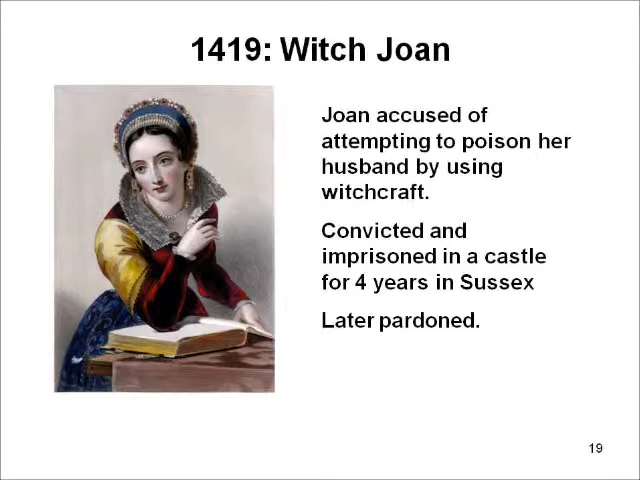 1419: Witch Joan
Joan accused of
attempting to poison her
husband by using
witchcraft.
Convicted and
imprisoned in a castle
for 4 years in Sussex
Later pardoned.
19